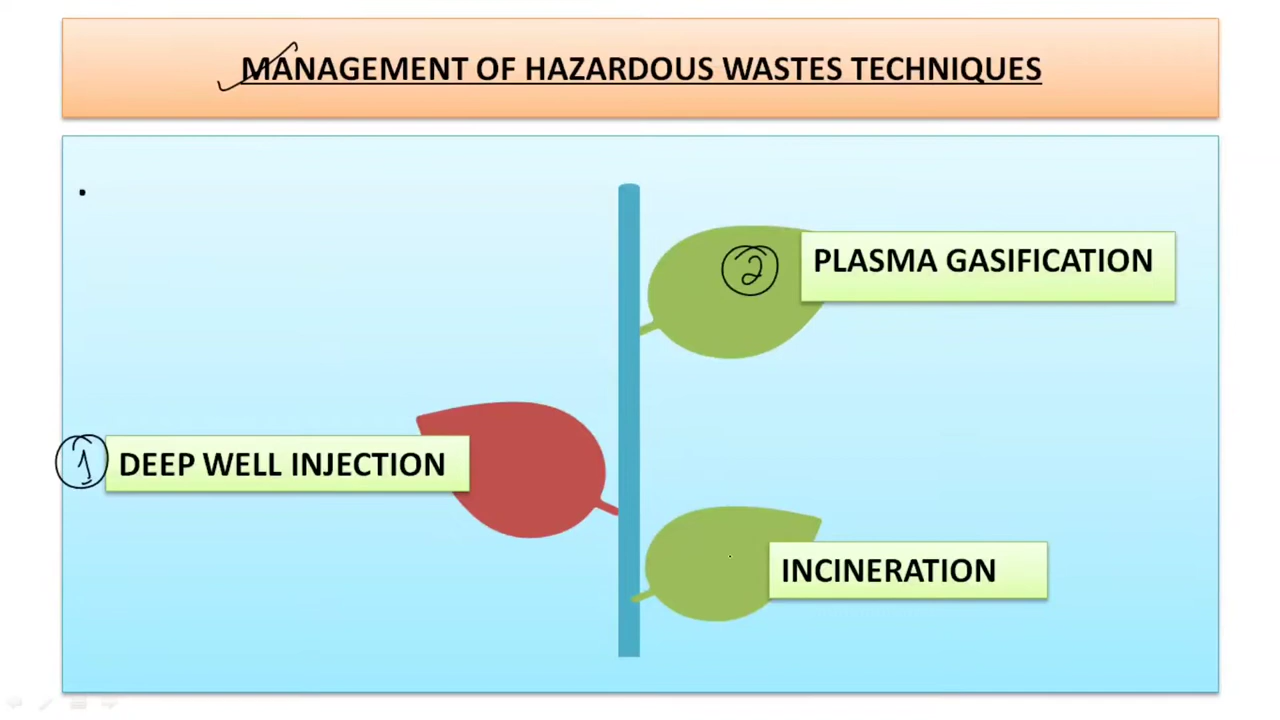 MANAGEMENT OF HAZARDOUS WASTES TECHNIQUES
2 PLASMA GASIFICATION
1 DEEP WELL INJECTION
INCINERATION